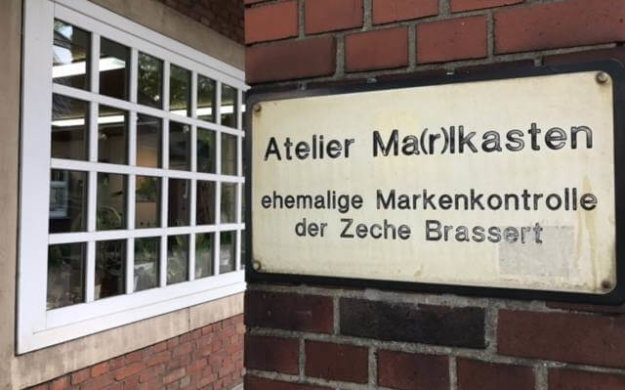 Atelier Ma(r)lkasten
ehemalige Markenkontrolle
der Zeche Brassert